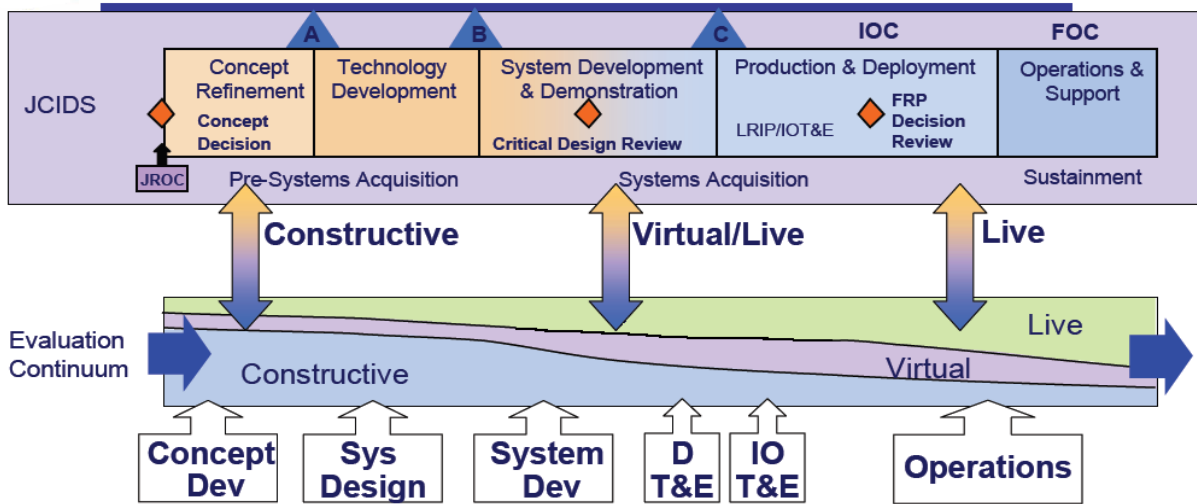 A
B
C
IOC
FOC
JCIDS
Concept
Refinement
Concept
Decision
Technology
Development
System Development
& Demonstration
Critical Design Review
Production & Deployment
LRIP/IOT&E
FRP
Decision
Review
Operations &
Support
JROC
Pre-Systems Acquisition
Systems Acquisition
Sustainment
Constructive
Virtual/Live
Live
Evaluation
Continuum
Constructive
Virtual
Live
Concept
Dev
Sys
Design
System
Dev
D
T&E
IO
T&E
Operations